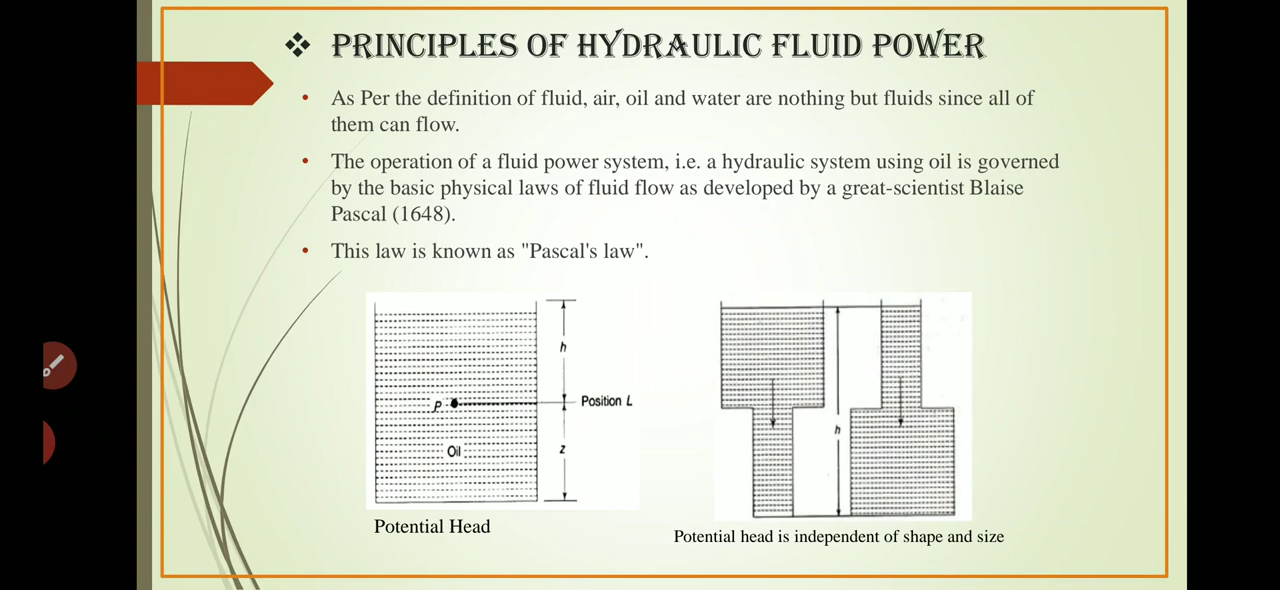 PRINCIPLES OF HYDRAULIC FLUID POWER
• As Per the definition of fluid, air, oil and water are nothing but fluids since all of
them can flow.
• The operation of a fluid power system, i.e. a hydraulic system using oil is governed
by the basic physical laws of fluid flow as developed by a great-scientist Blaise
Pascal (1648).
• This law is known as "Pascal's law".
h
P
Position L
Oil
z
Potential Head
h
Potential head is independent of shape and size